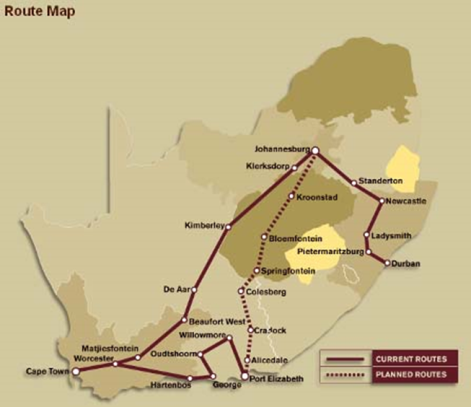 Route Map
Johannesburg
Klerksdorp
Standerton
Kroonstad
Newcastle
Kimberley
Bloemfontein
Ladysmith
Pietermaritzburg
Durban
Springfontein
De Aar
Colesberg
Beaufort West
Cradock
Willowmore
Matjiesfontein
Oudtshoorn
Worcester
Alicedale
Cape Town
Hartenbos
George
Port Elizabeth
CURRENT ROUTES
PLANNED ROUTES